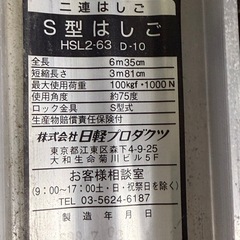 二連はしご
S型はしご
HSL2・63 D-10
全長 6m35cm
短縮長さ 3m81cm
最大使用荷重 100kgf・1000N
使用角度 約75度
ロック金具 S型式
生産物賠償責任保険付
株式会社日軽プロダクツ
東京都江東区森下4-9-25
大和生命菊川ビル5F
お客様相談室
(9:00〜17:00土・日・祝祭日を除く)
03-5624-6187
製造年月日